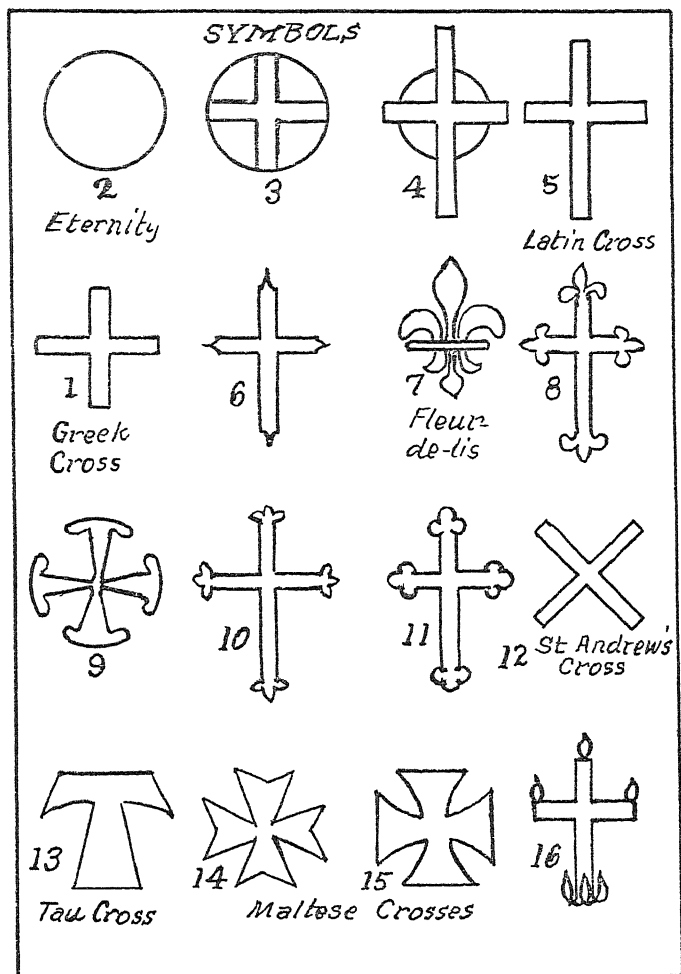 SYMBOLS
2
3
4
5
Eternity
Latin Cross
1
6
7
8
Greek
Cross
Fleur-
de-lis
9
10
11
12
St Andrew's
Cross
13
14
15
16
Tau Cross
Maltese Crosses